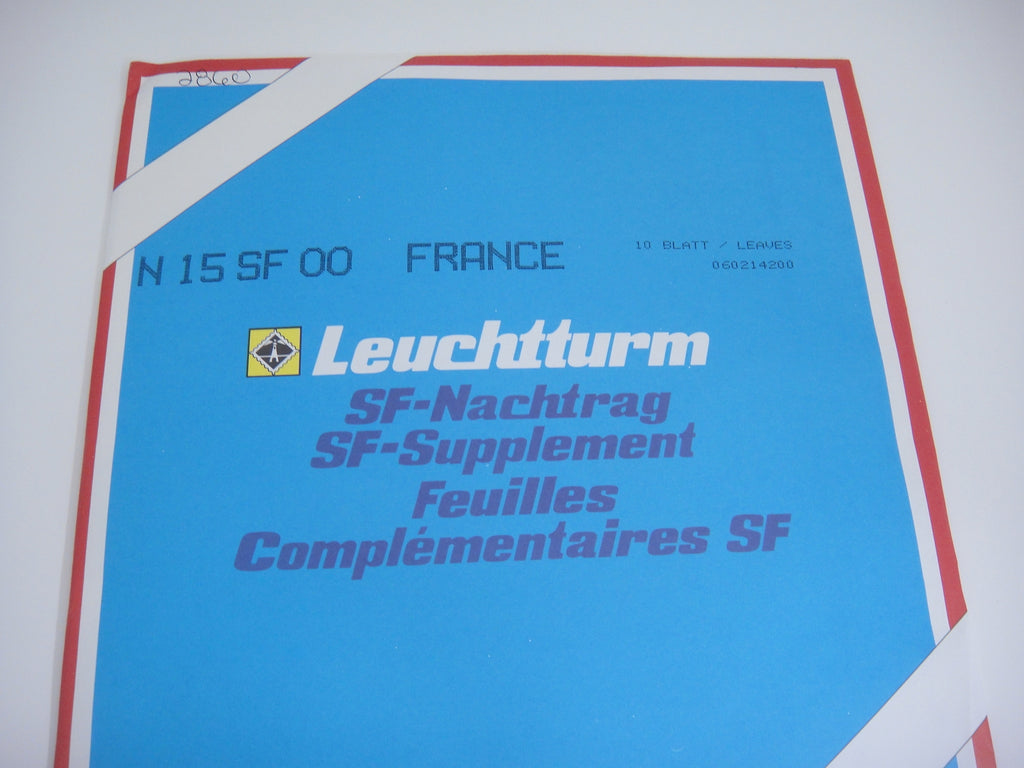 2860
N 15 SF 00 FRANCE 10 BLATT / LEAVES
060214200
Leuchtturm
SF-Nachtrag
SF-Supplement
Feuilles
Complémentaires SF